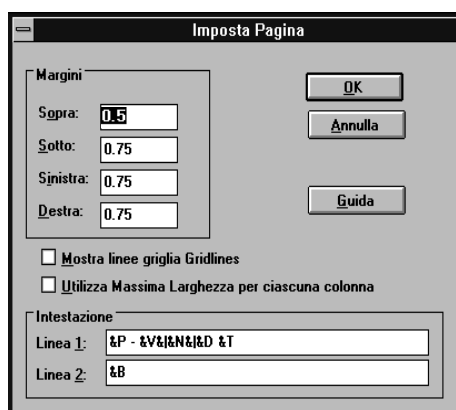 Imposta Pagina
Margini
Sopra: 0.5
Sotto: 0.75
Sinistra: 0.75
Destra: 0.75
OK
Annulla
Guida
Mostra linee griglia Gridlines
Utilizza Massima Larghezza per ciascuna colonna
Intestazione
Linea 1: &P - &V&|&N&|&D &T
Linea 2: &B